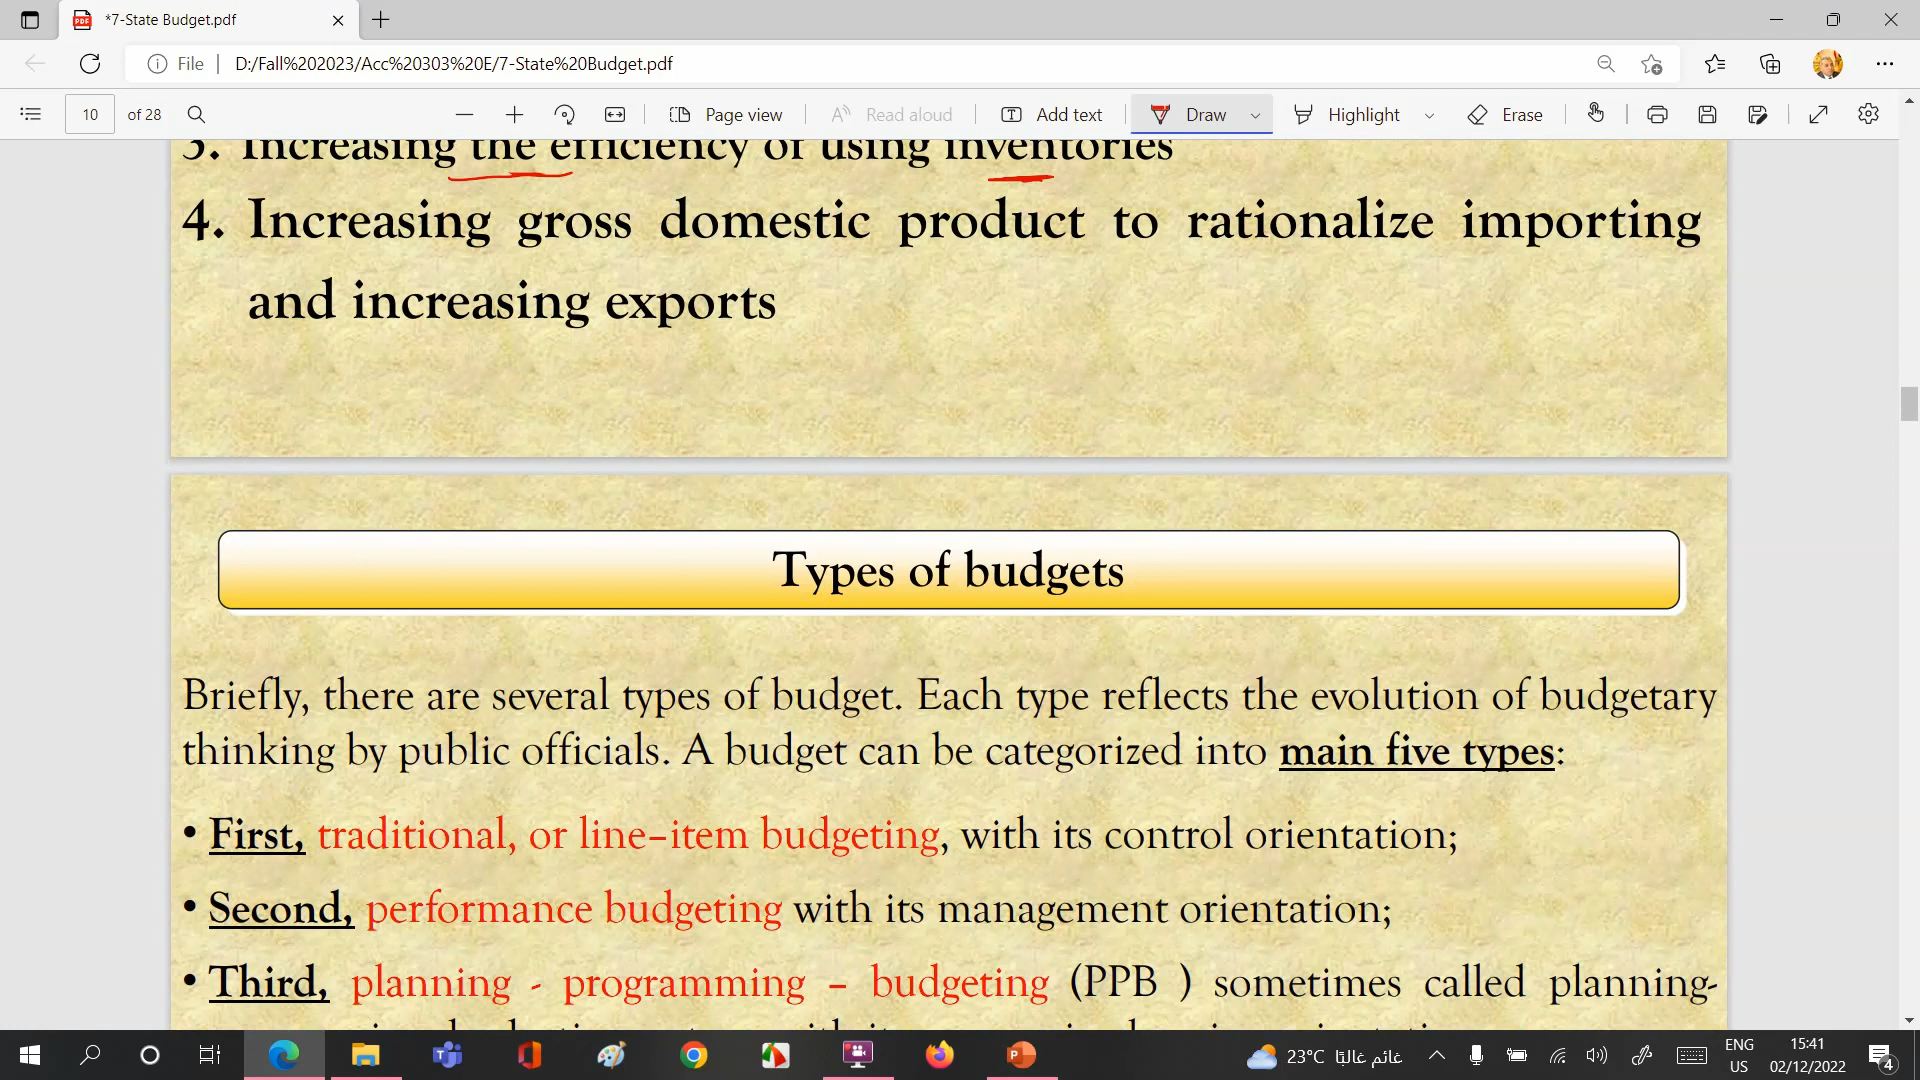 *7-State Budget.pdf
File D:/Fall%202023/Acc%20303%20E/7-State%20Budget.pdf
10 of 28 Page view Read aloud Add text Draw Highlight Erase
3. Increasing the efficiency of using inventories
4. Increasing gross domestic product to rationalize importing
and increasing exports
Types of budgets
Briefly, there are several types of budget. Each type reflects the evolution of budgetary
thinking by public officials. A budget can be categorized into main five types:
• First, traditional, or line-item budgeting, with its control orientation;
• Second, performance budgeting with its management orientation;
• Third, planning - programming – budgeting (PPB ) sometimes called planning-
23°C غائم غالبًا ENG US 15:41 02/12/2022 4